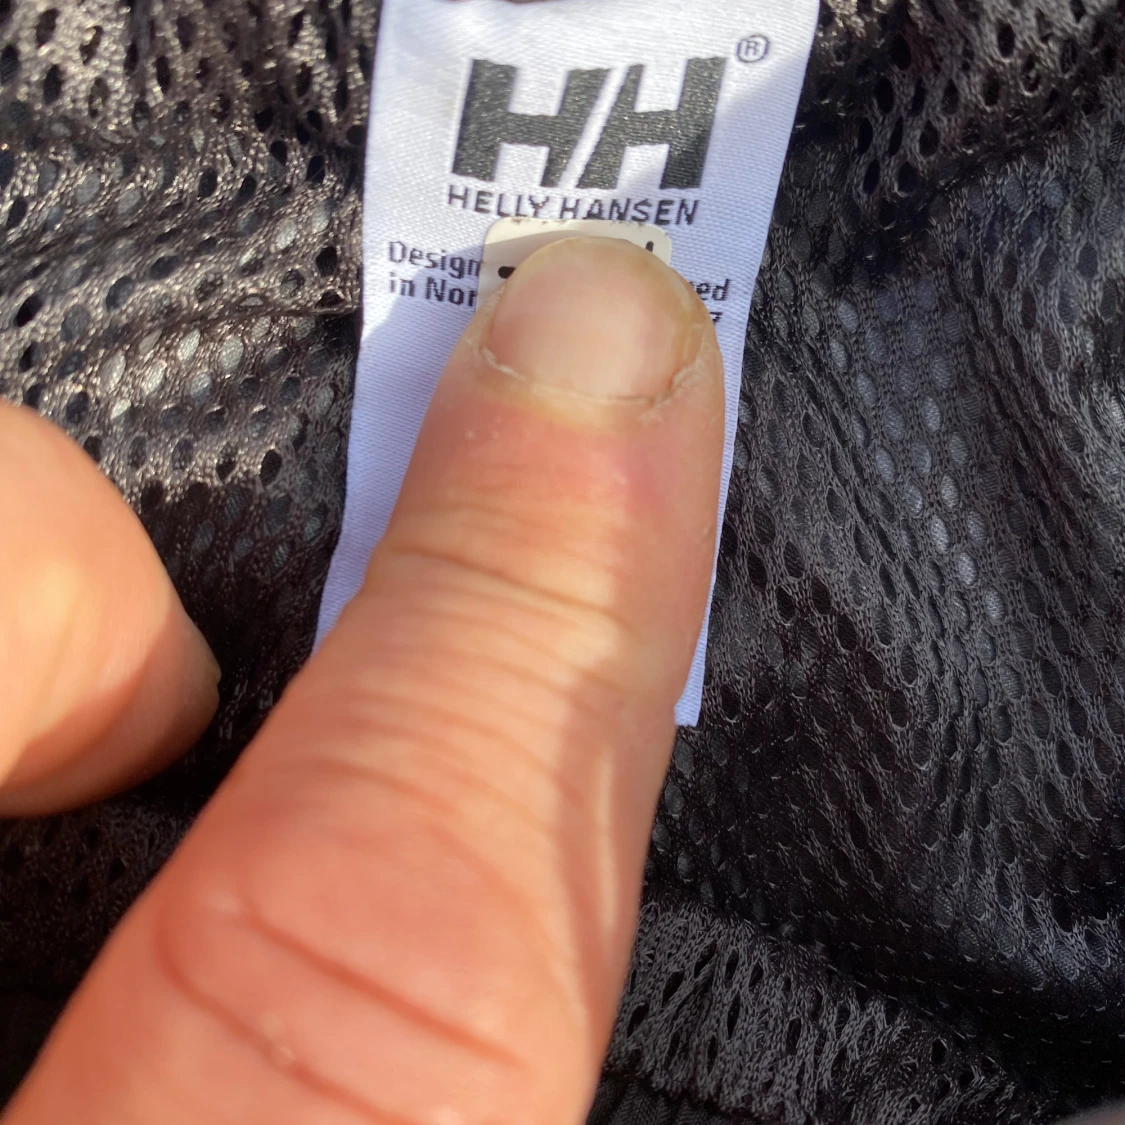 HH®
HELLY HANSEN
Design
in Nor